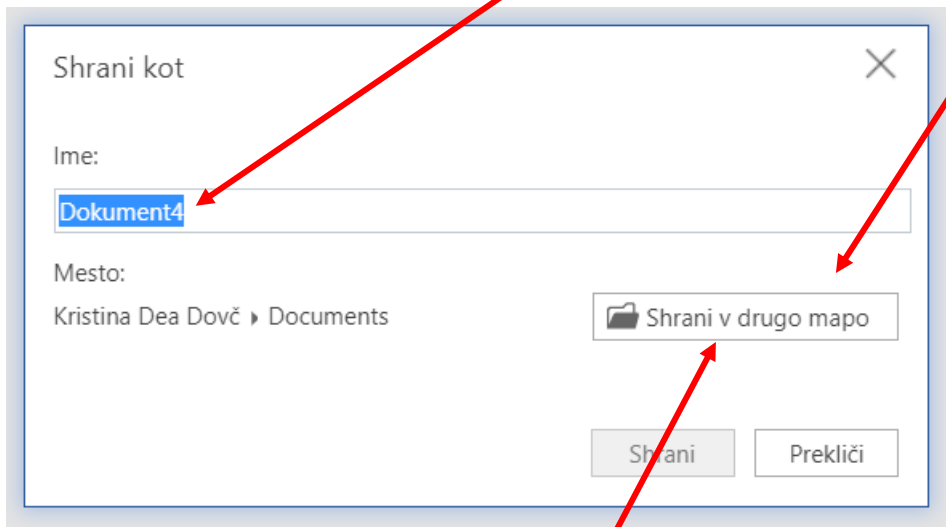 Shrani kot
Ime:
Dokument4
Mesto:
Kristina Dea Dovč ▸ Documents
Shrani v drugo mapo
Shrani
Prekliči